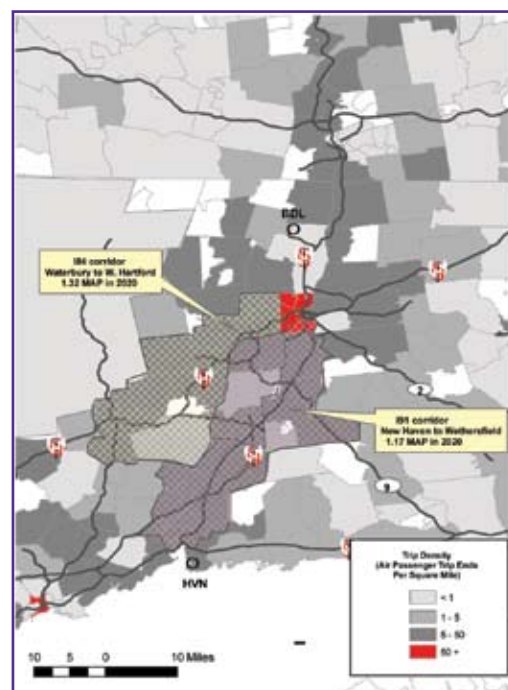 BDL
I84 corridor
Waterbury to W. Hartford
1.32 MAP in 2020
2
I91 corridor
New Haven to Wethersfield
1.17 MAP in 2020
9
HVN
Trip Density
(Air Passenger Trip Ends
Per Square Mile)
< 1
1 - 5
5 - 50
50 +
10 5 0 10 Miles